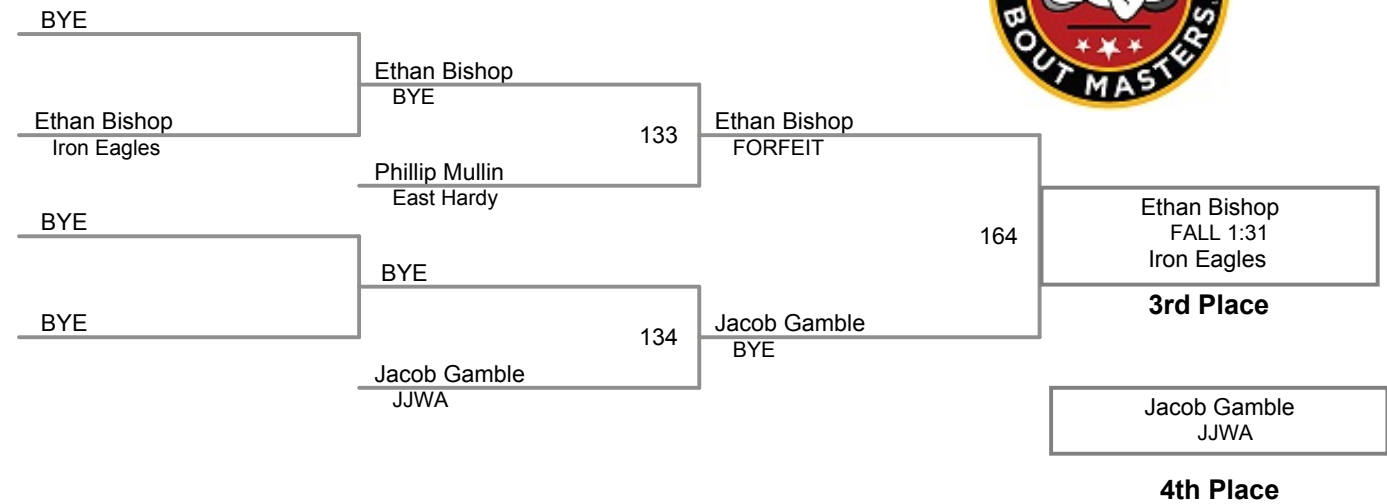 BYE
BOUT MASTERS
Ethan Bishop
BYE
Ethan Bishop
Iron Eagles
133
Ethan Bishop
FORFEIT
Phillip Mullin
East Hardy
Ethan Bishop
FALL 1:31
Iron Eagles
BYE
164
BYE
3rd Place
BYE
134
Jacob Gamble
BYE
Jacob Gamble
JJWA
Jacob Gamble
JJWA
4th Place